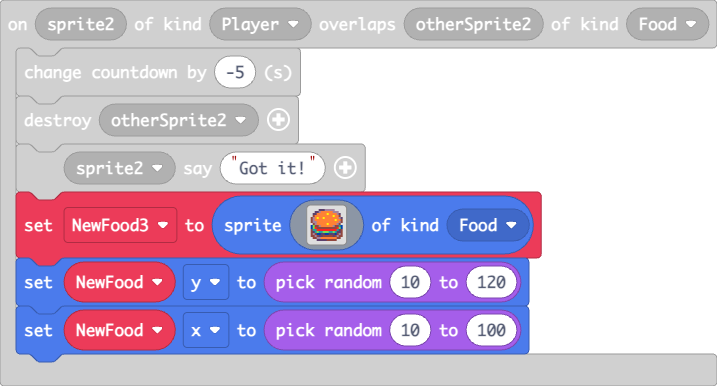 on sprite2 of kind Player overlaps otherSprite2 of kind Food
change countdown by -5 (s)
destroy otherSprite2
sprite2 say "Got it!"
set NewFood3 to sprite of kind Food
set NewFood y to pick random 10 to 120
set NewFood x to pick random 10 to 100